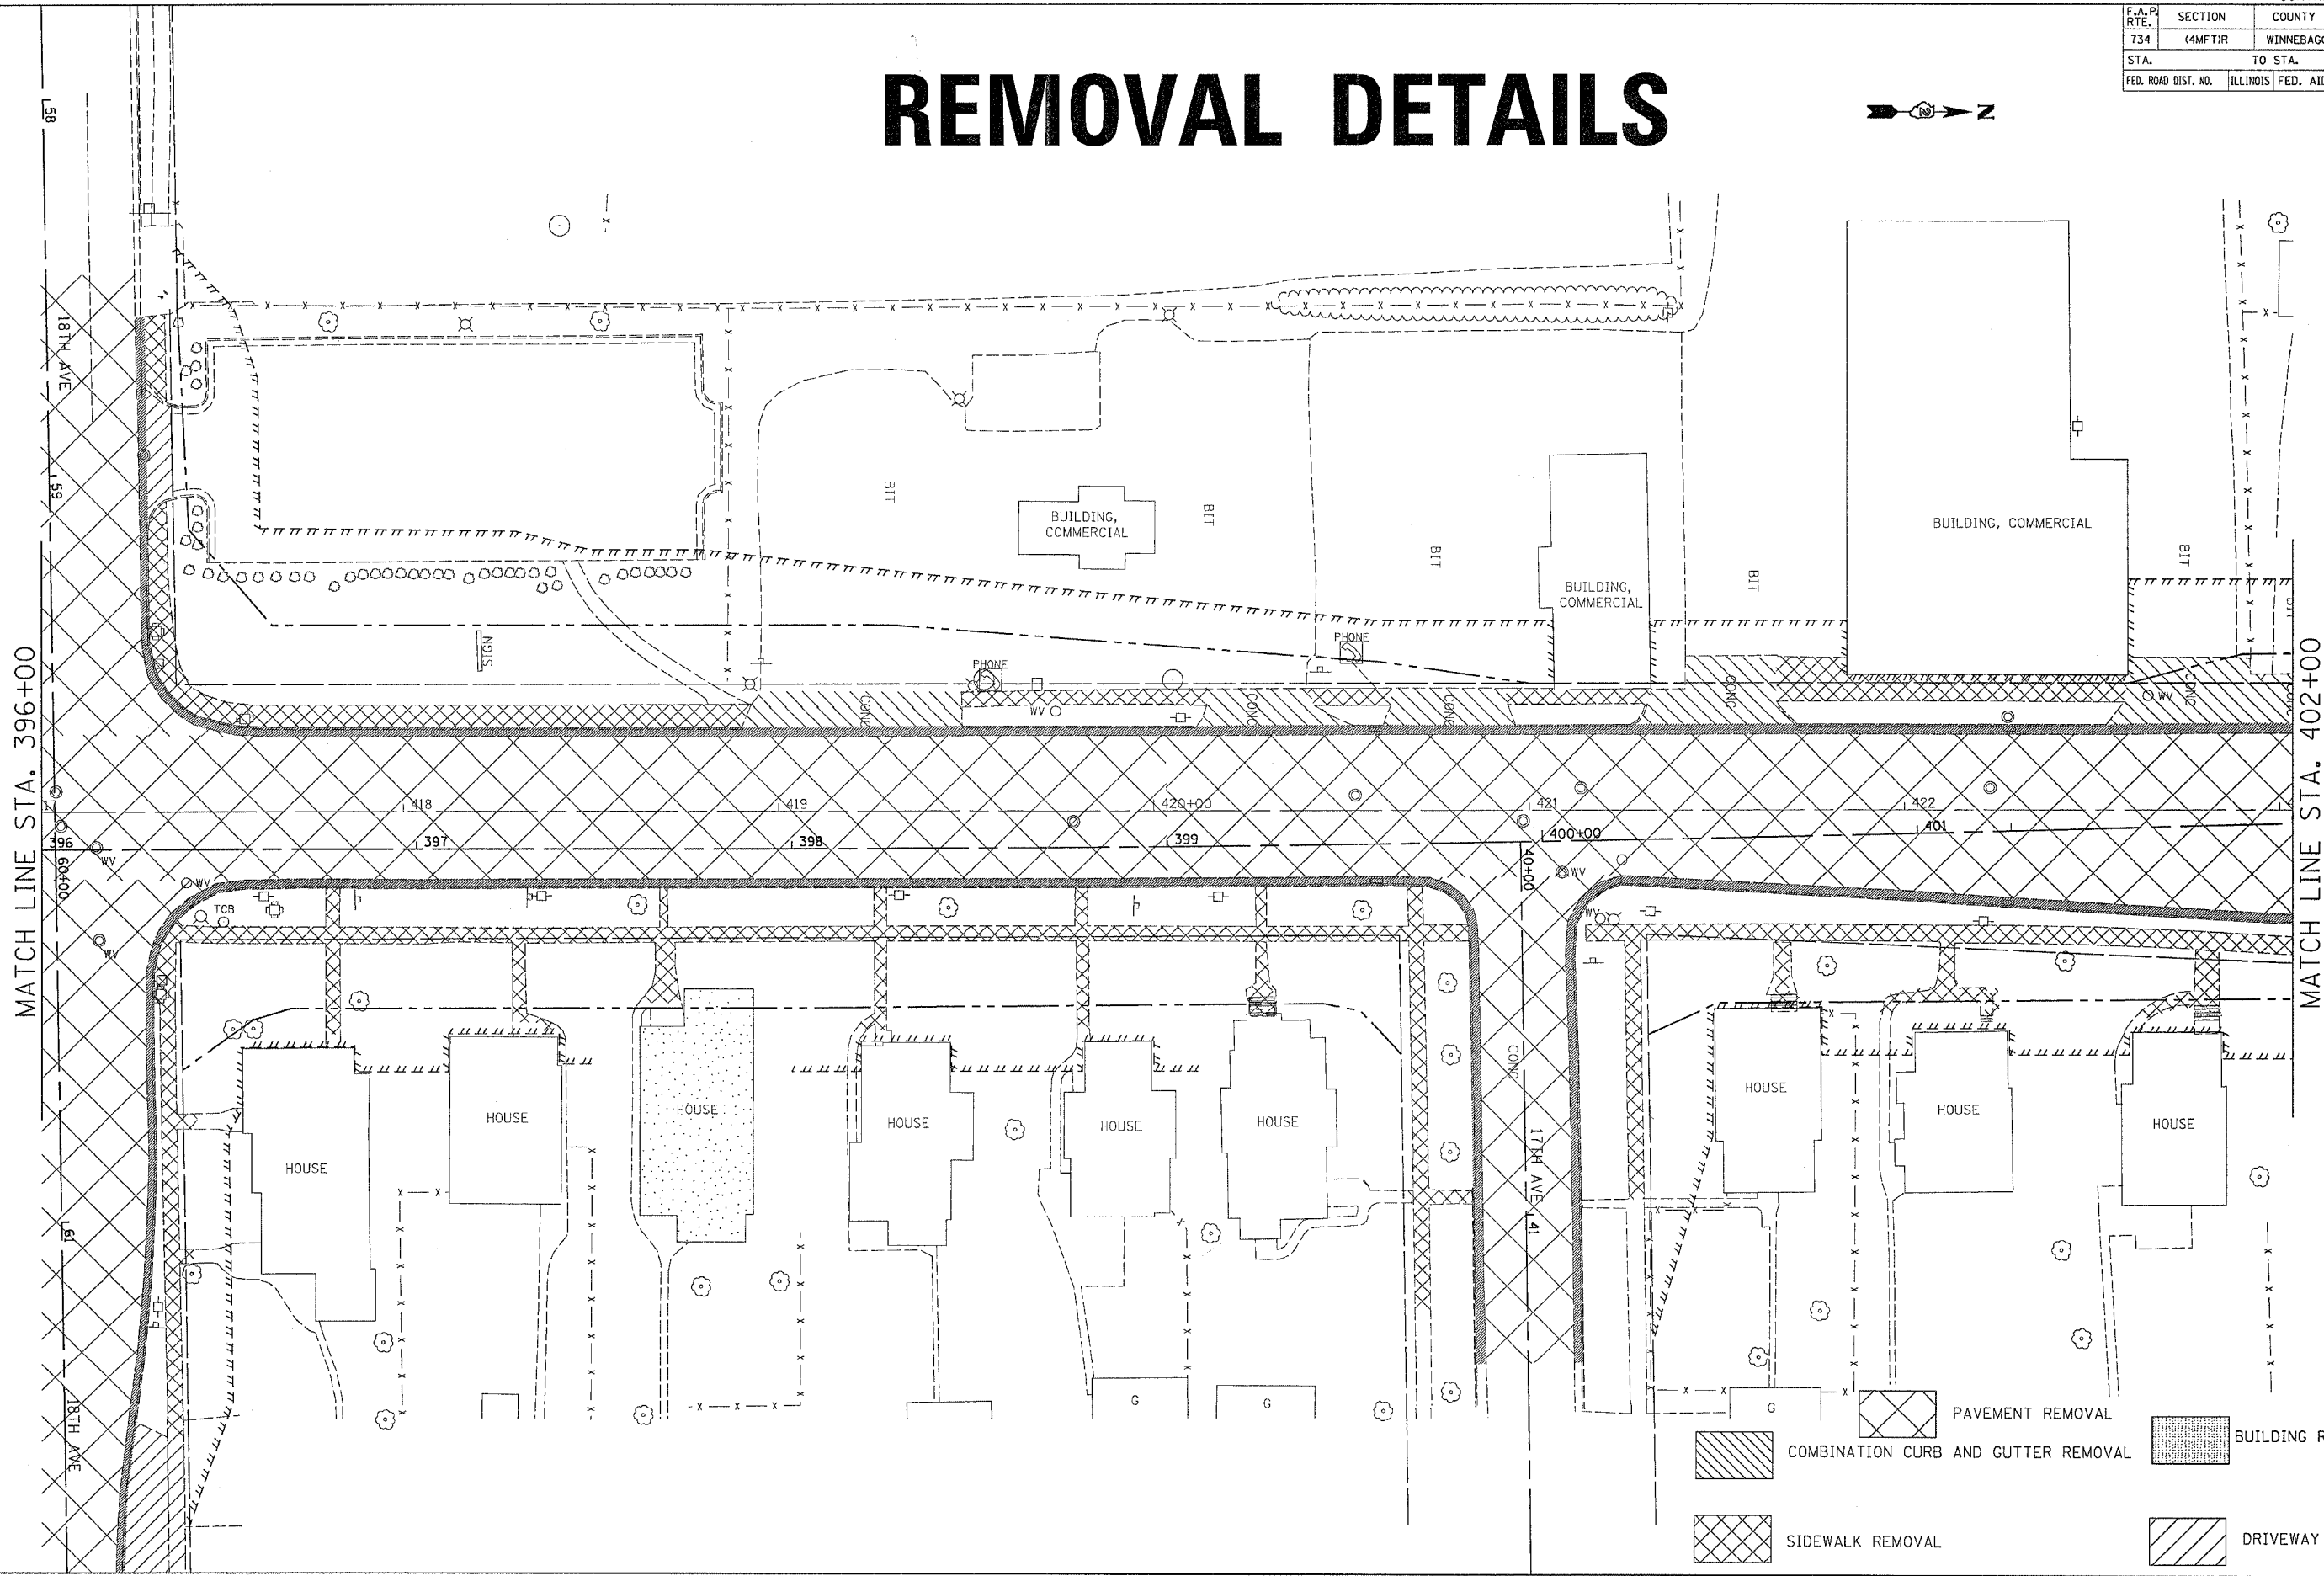 F.A.P. RTE. SECTION COUNTY
734 (4MFT)R WINNEBAGO
STA. TO STA.
FED. ROAD DIST. NO. ILLINOIS FED. AID
REMOVAL DETAILS
N
58
18TH AVE
59
BIT
BUILDING,
COMMERCIAL
BIT
BIT
BUILDING,
COMMERCIAL
BIT
BUILDING, COMMERCIAL
BIT
SIGN
PHONE
PHONE
MATCH LINE STA. 396+00
MATCH LINE STA. 402+00
CONC
WV
CONC
CONC
CONC
WV
CONC
17
418
419
420+00
421
422
396
397
398
399
400+00
401
60+00
WV
WV
TCB
WV
40+00
WV
WV
CONC
HOUSE
HOUSE
HOUSE
HOUSE
HOUSE
HOUSE
HOUSE
HOUSE
HOUSE
17TH AVE
41
61
18TH AVE
G
G
G
PAVEMENT REMOVAL
COMBINATION CURB AND GUTTER REMOVAL
BUILDING R
SIDEWALK REMOVAL
DRIVEWAY